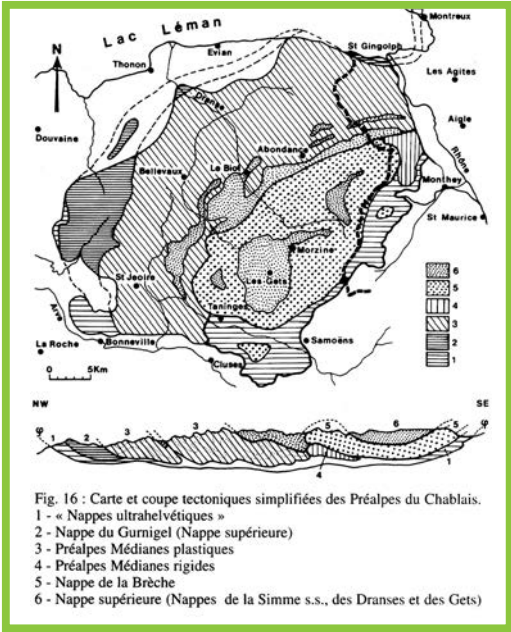 Lac Léman
Montreux
N
Evian
St Gingolph
Thonon
Les Agites
Dranse
Aigle
Douvaine
Abondance
Rhône
Bellevaux
Le Biot
Monthey
St Maurice
Morzine
Les Gets
St Jeoire
Taninges
Arve
La Roche
Bonneville
Samoëns
Cluses
0 5Km
6
5
4
3
2
1
NW
SE
φ 1 2 3 3 5 6 5 φ
4 1
Fig. 16 : Carte et coupe tectoniques simplifiées des Préalpes du Chablais.
1 - « Nappes ultrahelvétiques »
2 - Nappe du Gurnigel (Nappe supérieure)
3 - Préalpes Médianes plastiques
4 - Préalpes Médianes rigides
5 - Nappe de la Brèche
6 - Nappe supérieure (Nappes de la Simme s.s., des Dranses et des Gets)